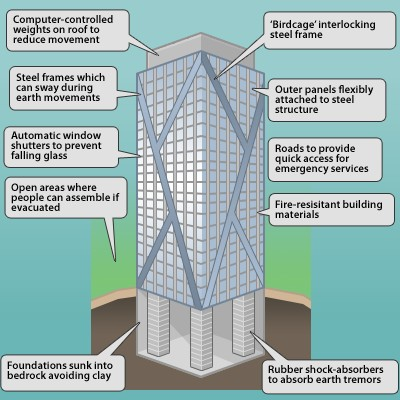 Computer-controlled
weights on roof to
reduce movement
'Birdcage' interlocking
steel frame
Steel frames which
can sway during
earth movements
Outer panels flexibly
attached to steel
structure
Automatic window
shutters to prevent
falling glass
Roads to provide
quick access for
emergency services
Open areas where
people can assemble if
evacuated
Fire-resisitant building
materials
Foundations sunk into
bedrock avoiding clay
Rubber shock-absorbers
to absorb earth tremors